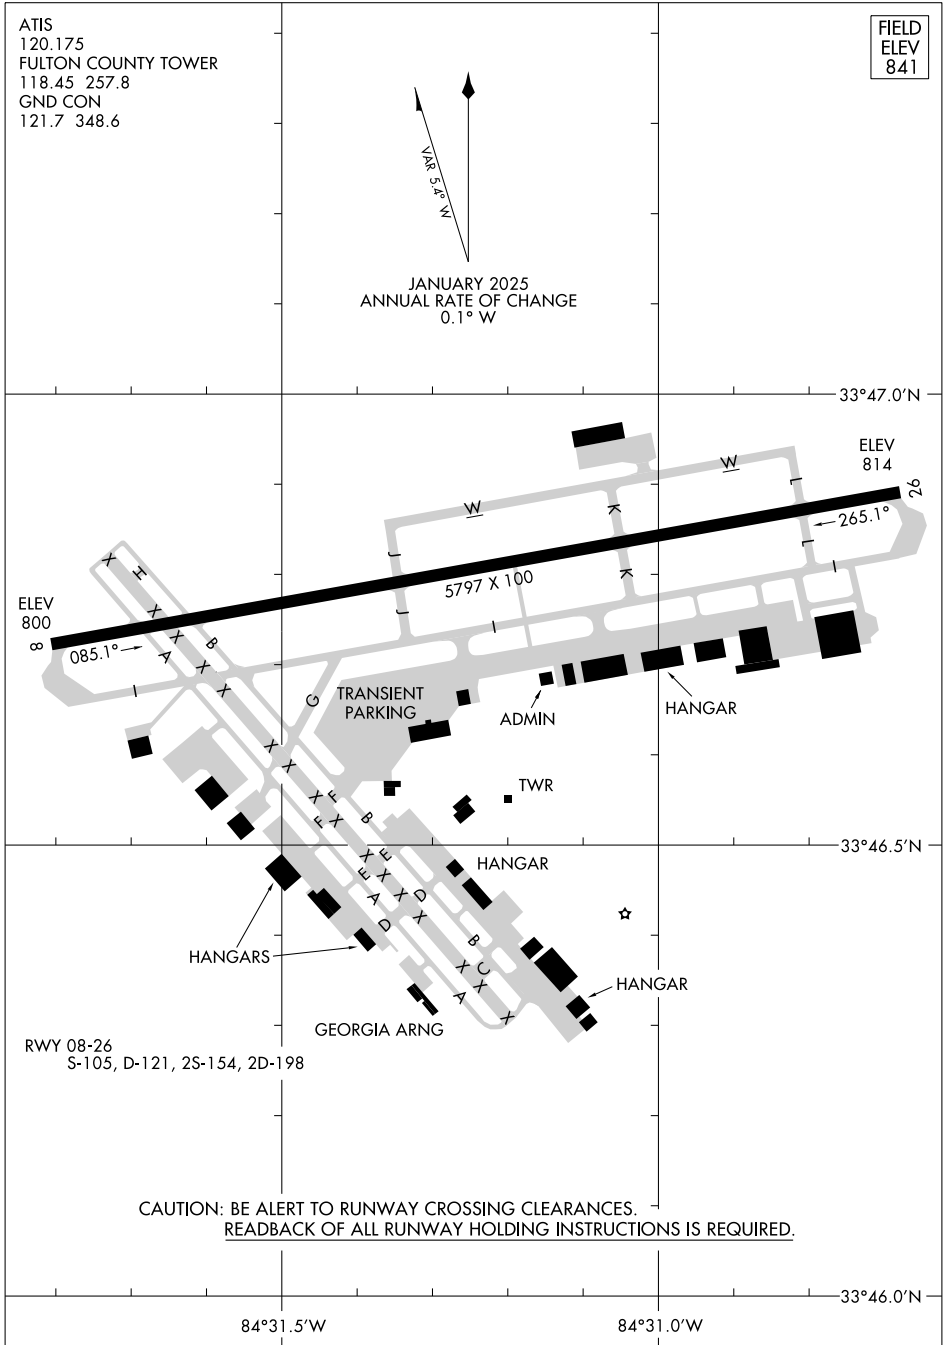 ATIS
120.175
FULTON COUNTY TOWER
118.45 257.8
GND CON
121.7 348.6
FIELD
ELEV
841
VAR 5.4° W
JANUARY 2025
ANNUAL RATE OF CHANGE
0.1° W
33°47.0'N
ELEV
814
26
265.1°
W
W
L
K
J
L
K
I
5797 X 100
J
I
X
H
X
X
B
A
X
X
ELEV
800
8
085.1°
I
G
TRANSIENT
PARKING
ADMIN
HANGAR
X
X
TWR
X
F
F
X
B
33°46.5'N
X
E
HANGAR
E
X
A
X
D
X
D
B
HANGARS
X
C
X
A
X
HANGAR
GEORGIA ARNG
RWY 08-26
S-105, D-121, 2S-154, 2D-198
CAUTION: BE ALERT TO RUNWAY CROSSING CLEARANCES.
READBACK OF ALL RUNWAY HOLDING INSTRUCTIONS IS REQUIRED.
33°46.0'N
84°31.5'W
84°31.0'W